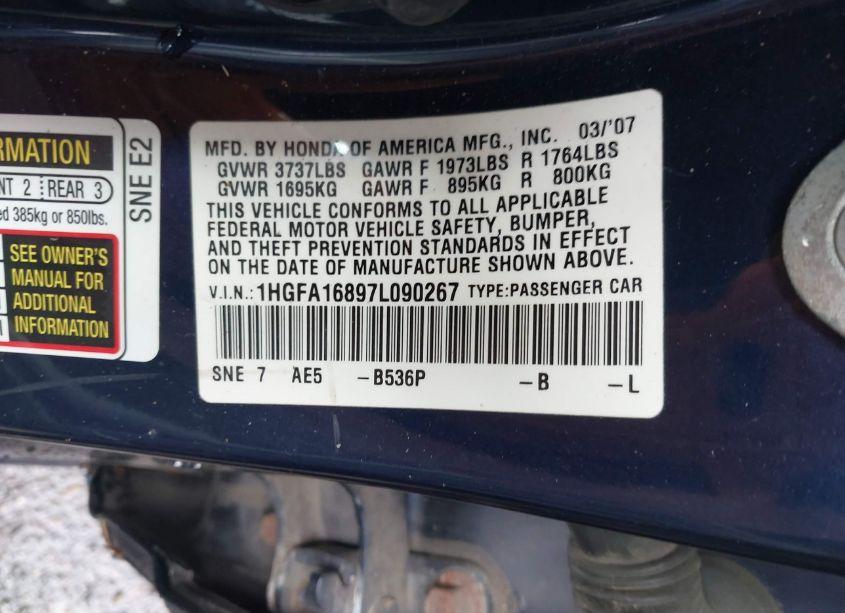 RMATION
NT 2 REAR 3
ed 385kg or 850lbs.
SEE OWNER'S
MANUAL FOR
ADDITIONAL
INFORMATION
SNE E2
MFD. BY HONDA OF AMERICA MFG., INC. 03/'07
GVWR 3737LBS GAWR F 1973LBS R 1764LBS
GVWR 1695KG GAWR F 895KG R 800KG
THIS VEHICLE CONFORMS TO ALL APPLICABLE
FEDERAL MOTOR VEHICLE SAFETY, BUMPER,
AND THEFT PREVENTION STANDARDS IN EFFECT
ON THE DATE OF MANUFACTURE SHOWN ABOVE.
V.I.N.: 1HGFA16897L090267 TYPE:PASSENGER CAR
SNE 7 AE5 -B536P -B -L